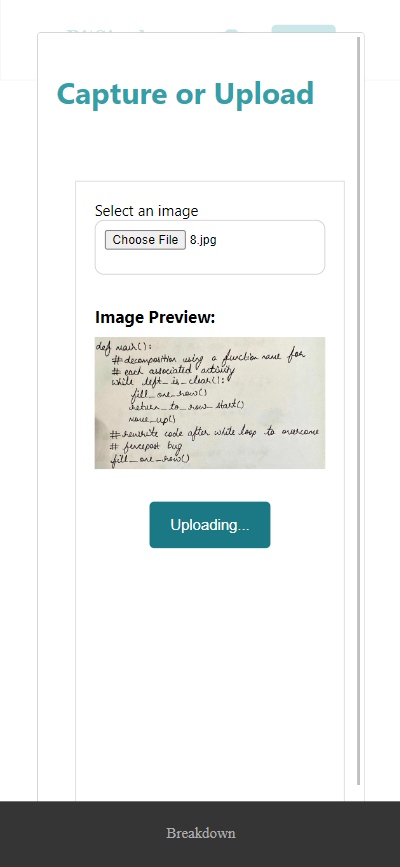 Capture or Upload
Select an image
Choose File 8.jpg
Image Preview:
def main():
# decomposition using a function name for
# each associated activity
while left_is_clear():
fill_one_row()
return_to_row_start()
move_up()
# rewrite code after while loop to overcome
# fencepost bug
fill_one_row()
Uploading...
Breakdown